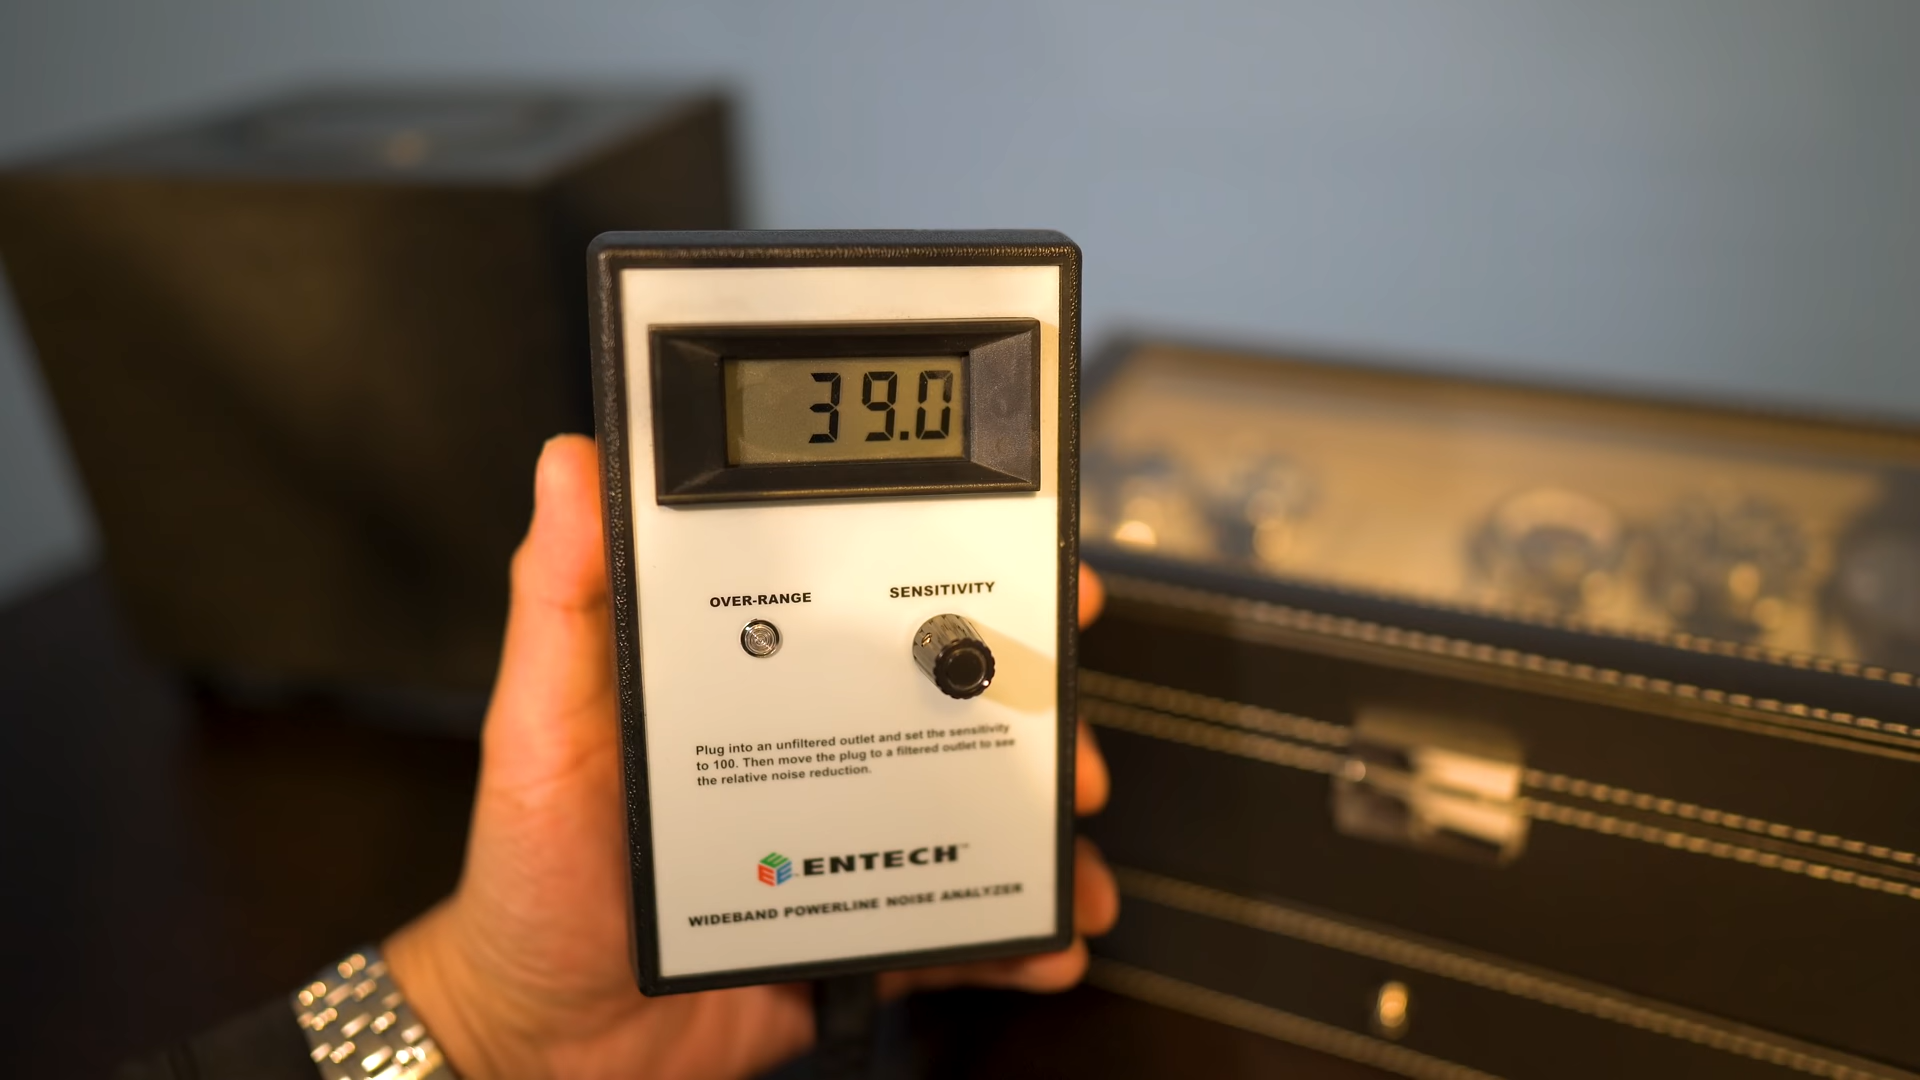 39.0
OVER-RANGE
SENSITIVITY
Plug into an unfiltered outlet and set the sensitivity
to 100. Then move the plug to a filtered outlet to see
the relative noise reduction.
ENTECH™
WIDEBAND POWERLINE NOISE ANALYZER